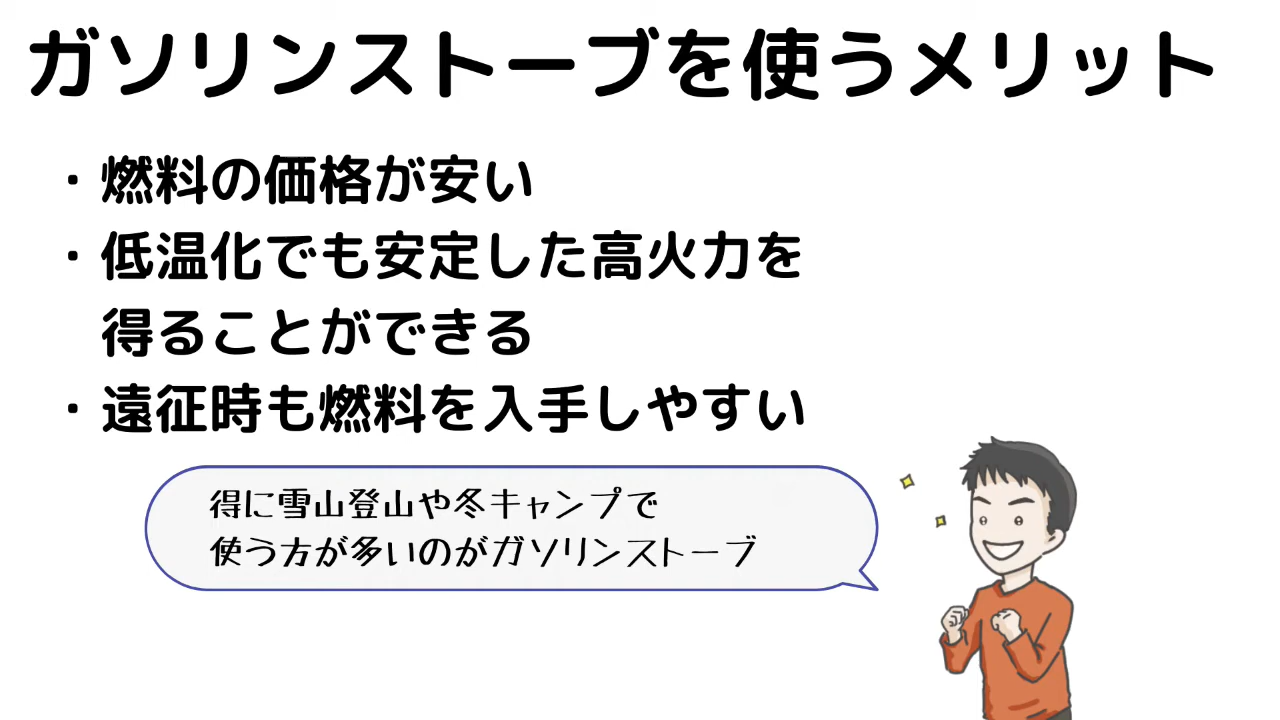 ガソリンストーブを使うメリット
・燃料の価格が安い
・低温化でも安定した高火力を
得ることができる
・遠征時も燃料を入手しやすい
得に雪山登山や冬キャンプで
使う方が多いのがガソリンストーブ